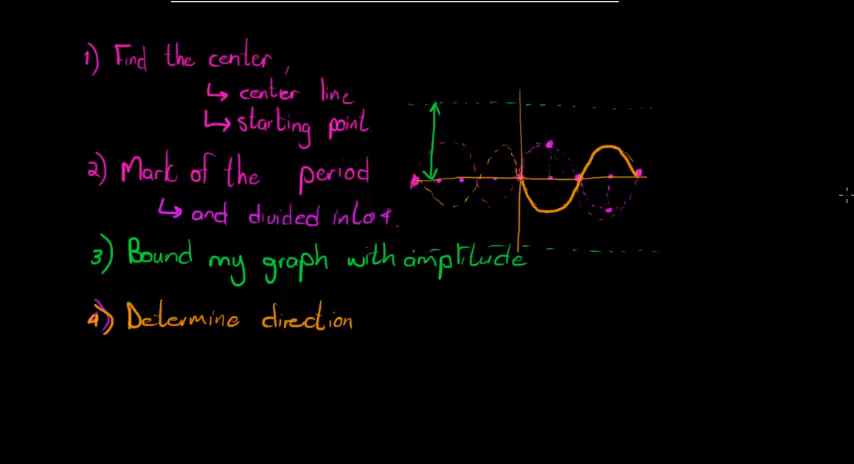 1) Find the center,
↳ center line
↳ starting point.
2) Mark of the period
↳ and divided into 4.
3) Bound my graph with amplitude
4) Determine direction